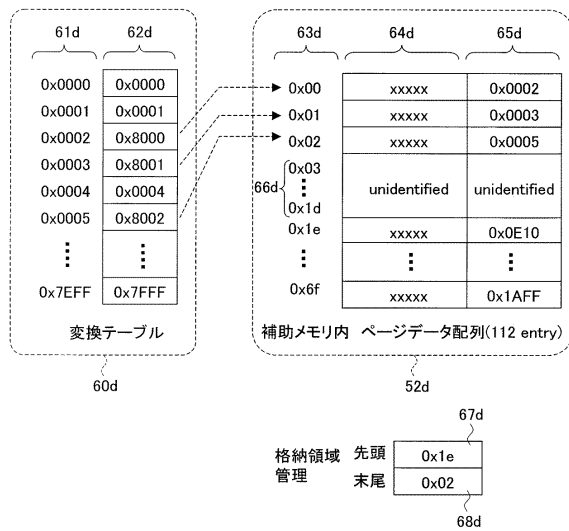 61d 62d 63d 64d 65d
0x0000 0x0000 0x00 xxxxx 0x0002
0x0001 0x0001 0x01 xxxxx 0x0003
0x0002 0x8000 0x02 xxxxx 0x0005
0x0003 0x8001 0x03
66d unidentified unidentified
0x0004 0x0004 0x1d
0x0005 0x8002 0x1e xxxxx 0x0E10
0x7EFF 0x7FFF 0x6f xxxxx 0x1AFF
変換テーブル 補助メモリ内 ページデータ配列(112 entry)
60d 52d
67d
格納領域 先頭 0x1e
管理 末尾 0x02
68d